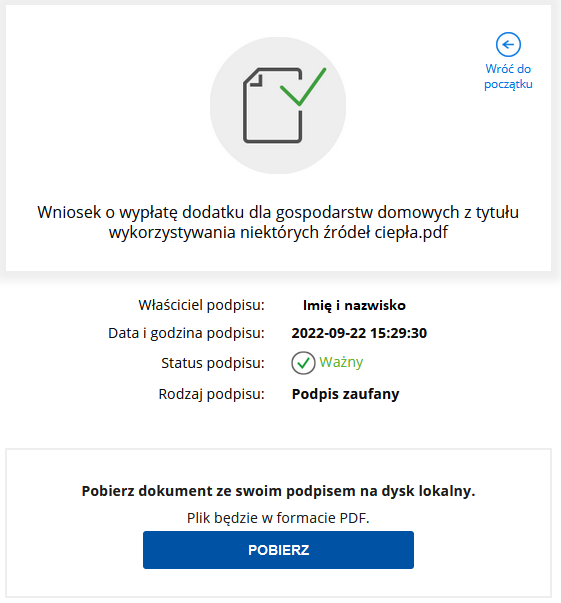 Wróć do
początku
Wniosek o wypłatę dodatku dla gospodarstw domowych z tytułu
wykorzystywania niektórych źródeł ciepła.pdf
Właściciel podpisu: Imię i nazwisko
Data i godzina podpisu: 2022-09-22 15:29:30
Status podpisu: Ważny
Rodzaj podpisu: Podpis zaufany
Pobierz dokument ze swoim podpisem na dysk lokalny.
Plik będzie w formacie PDF.
POBIERZ